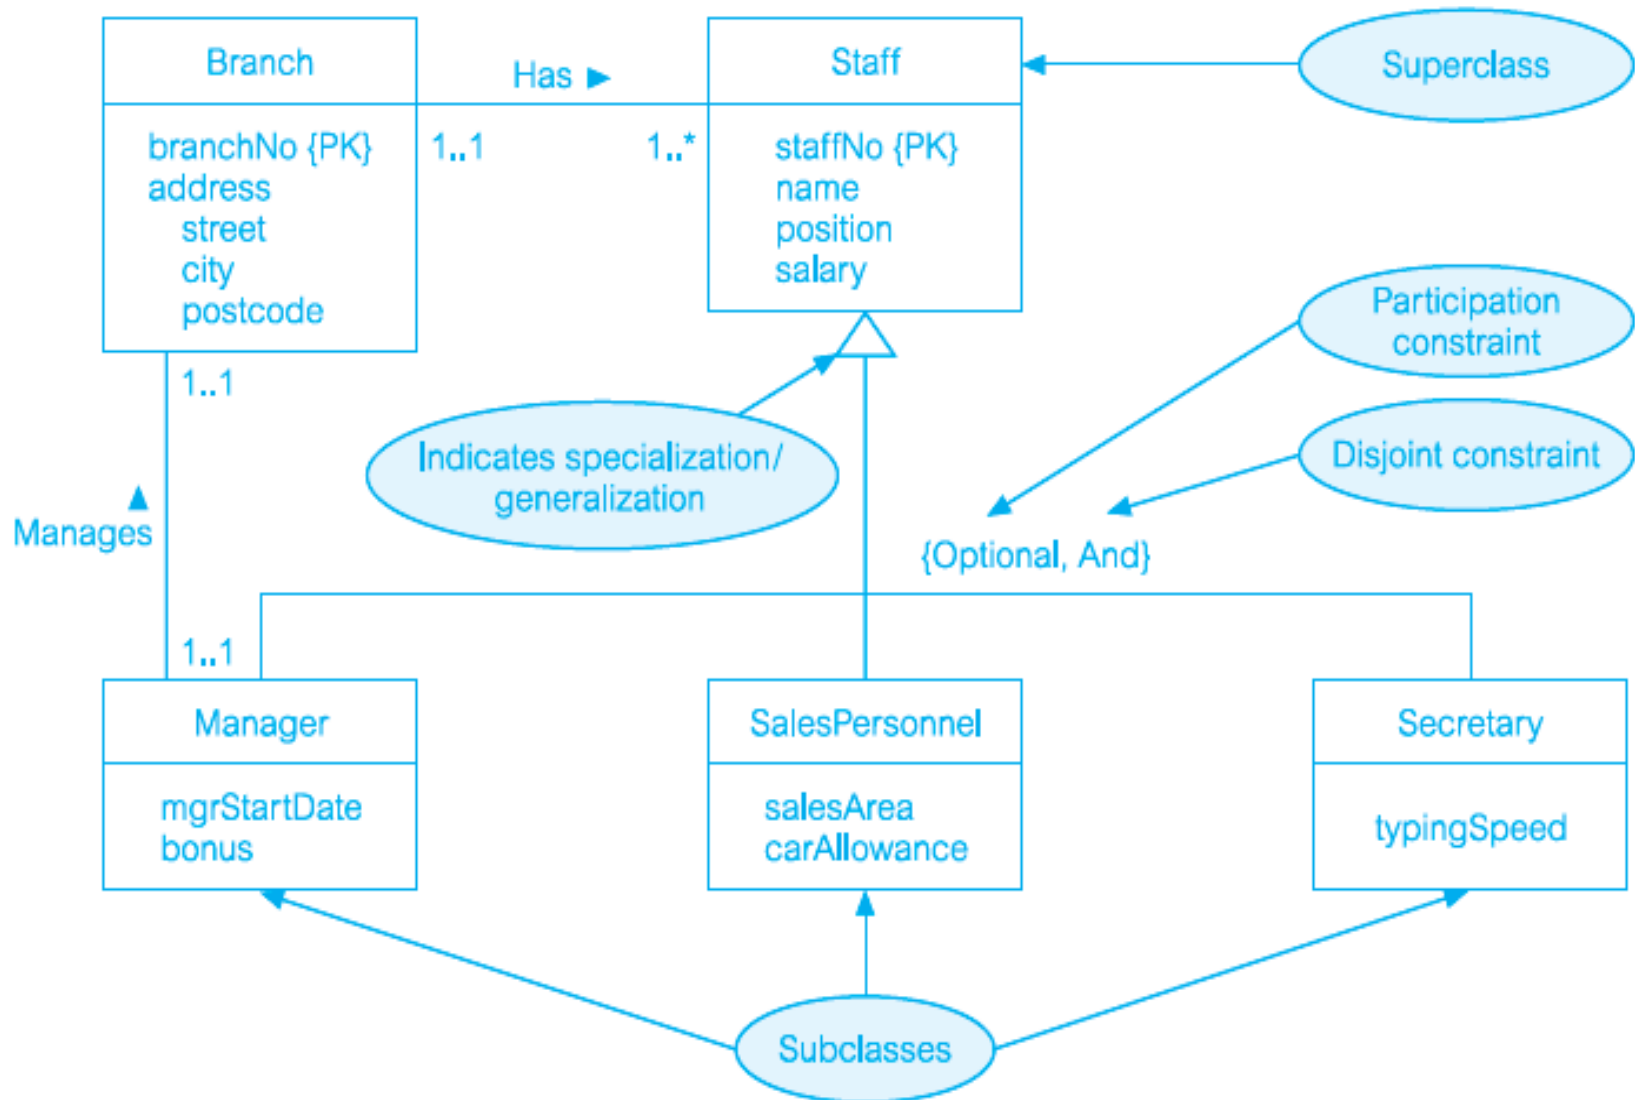 Branch
Has ►
Staff
Superclass
branchNo {PK}
address
street
city
postcode
1..1
1..*
staffNo {PK}
name
position
salary
Participation
constraint
1..1
Indicates specialization/
generalization
Disjoint constraint
▲
Manages
{Optional, And}
1..1
Manager
mgrStartDate
bonus
SalesPersonnel
salesArea
carAllowance
Secretary
typingSpeed
Subclasses